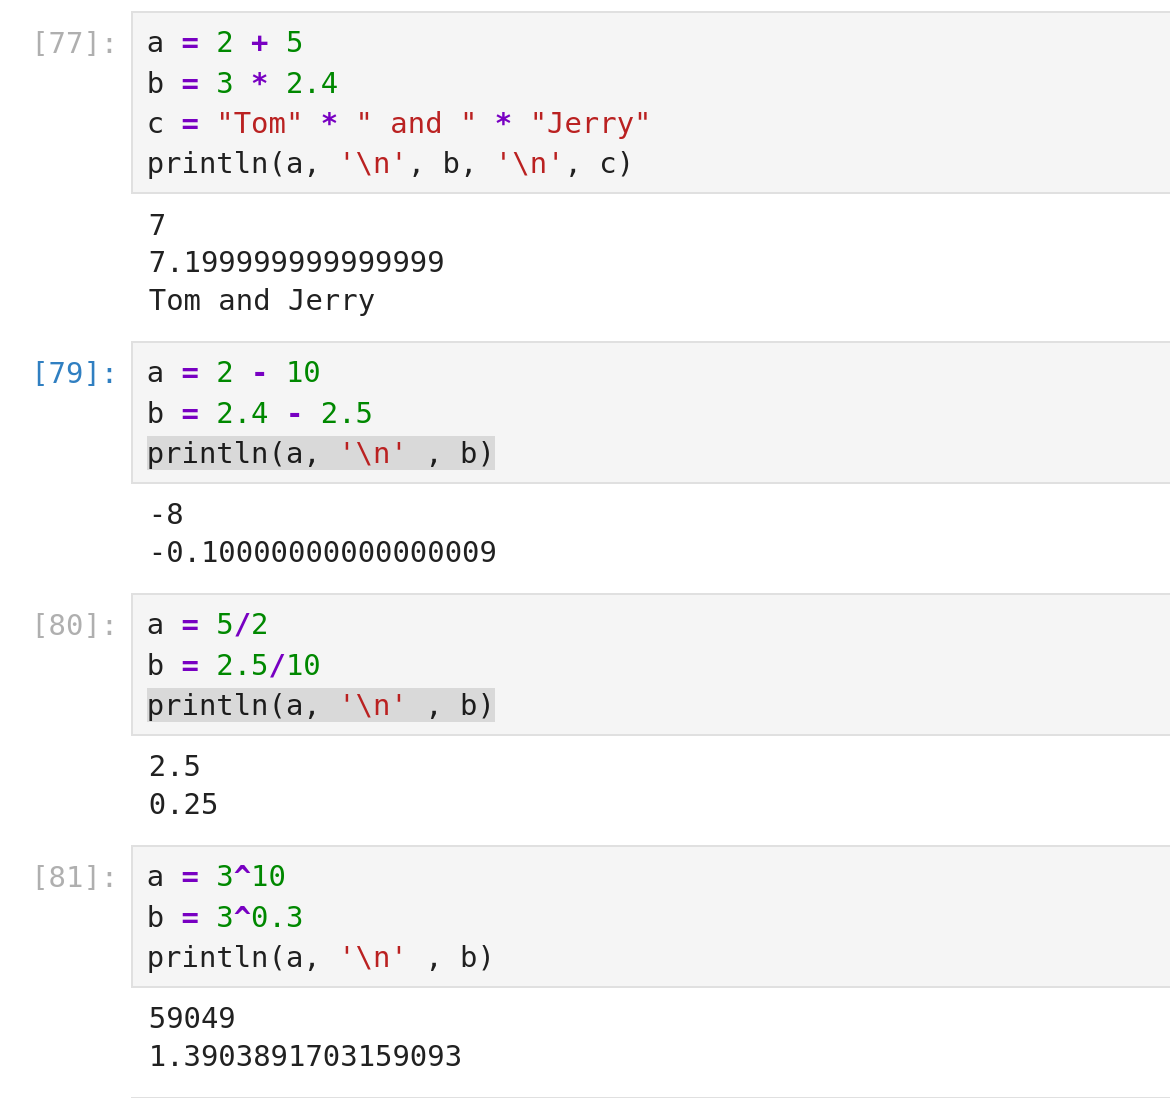 [77]: a = 2 + 5
b = 3 * 2.4
c = "Tom" * " and " * "Jerry"
println(a, '\n', b, '\n', c)
7
7.199999999999999
Tom and Jerry
[79]: a = 2 - 10
b = 2.4 - 2.5
println(a, '\n' , b)
-8
-0.10000000000000009
[80]: a = 5/2
b = 2.5/10
println(a, '\n' , b)
2.5
0.25
[81]: a = 3^10
b = 3^0.3
println(a, '\n' , b)
59049
1.3903891703159093